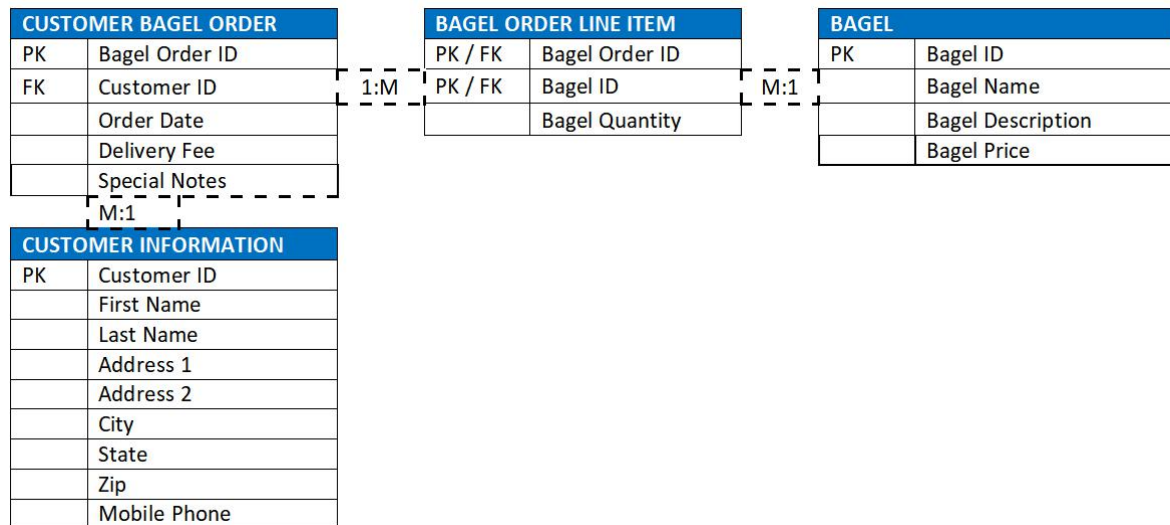 CUSTOMER BAGEL ORDER
PK Bagel Order ID
FK Customer ID
Order Date
Delivery Fee
Special Notes
1:M
BAGEL ORDER LINE ITEM
PK / FK Bagel Order ID
PK / FK Bagel ID
Bagel Quantity
M:1
BAGEL
PK Bagel ID
Bagel Name
Bagel Description
Bagel Price
M:1
CUSTOMER INFORMATION
PK Customer ID
First Name
Last Name
Address 1
Address 2
City
State
Zip
Mobile Phone